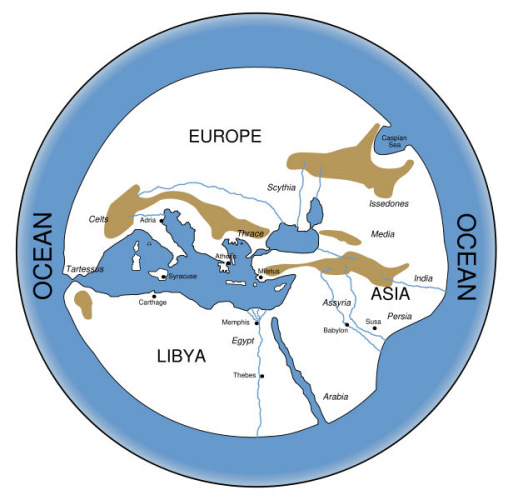 EUROPE
Caspian
Sea
Scythia
Issedones
Celts
Adria
Thrace
Media
OCEAN
OCEAN
Athens
Tartessus
Syracuse
Miletus
India
ASIA
Carthage
Assyria
Persia
Memphis
Susa
Babylon
Egypt
LIBYA
Thebes
Arabia